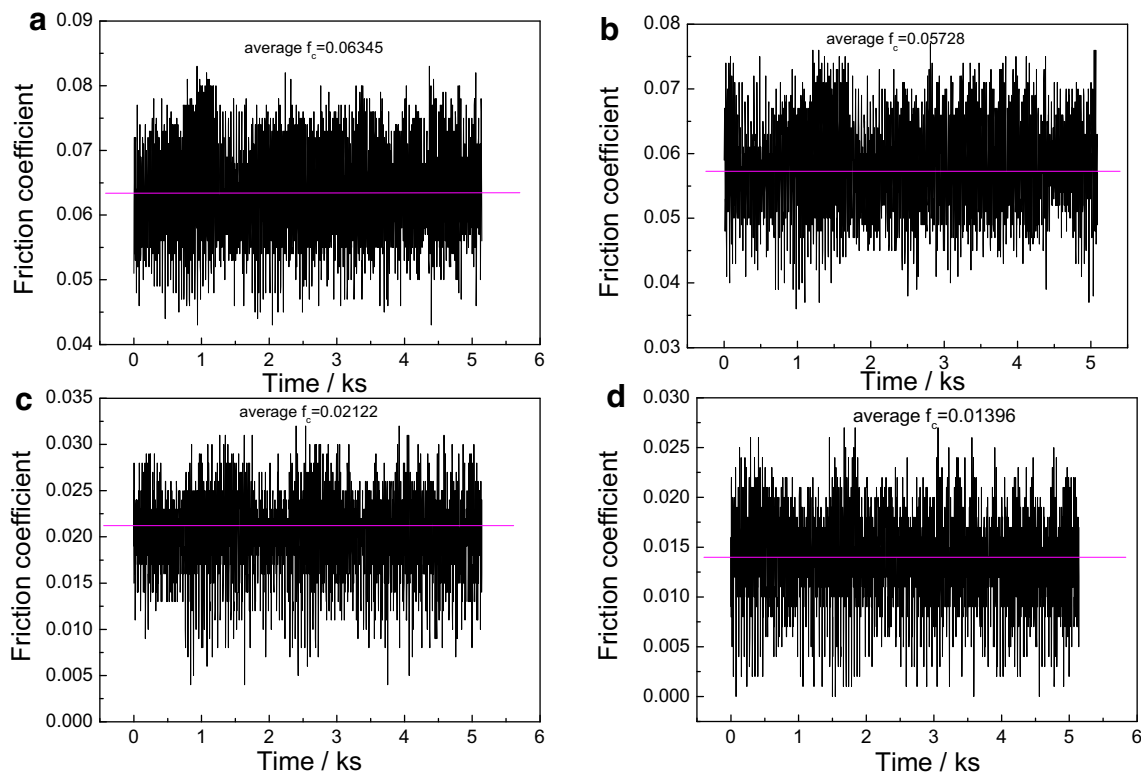 a
average f_c=0.06345
Friction coefficient
0.09
0.08
0.07
0.06
0.05
0.04
0 1 2 3 4 5 6
Time / ks
b
average f_c=0.05728
Friction coefficient
0.08
0.07
0.06
0.05
0.04
0.03
0 1 2 3 4 5
Time / ks
c
average f_c=0.02122
Friction coefficient
0.035
0.030
0.025
0.020
0.015
0.010
0.005
0.000
0 1 2 3 4 5 6
Time / ks
d
average f_c=0.01396
Friction coefficient
0.030
0.025
0.020
0.015
0.010
0.005
0.000
0 1 2 3 4 5 6
Time / ks